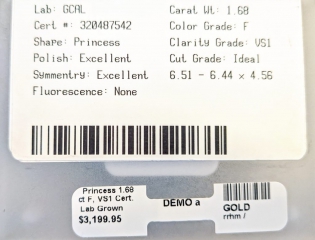 Lab: GCAL Carat Wt: 1.68
Cert #: 320487542 Color Grade: F
Shape: Princess Clarity Grade: VS1
Polish: Excellent Cut Grade: Ideal
Symmentry: Excellent 6.51 - 6.44 x 4.56
Fluorescence: None
Princess 1.68
ct F, VS1 Cert.
Lab Grown
$3,199.95
DEMO a
GOLD
rrhm /